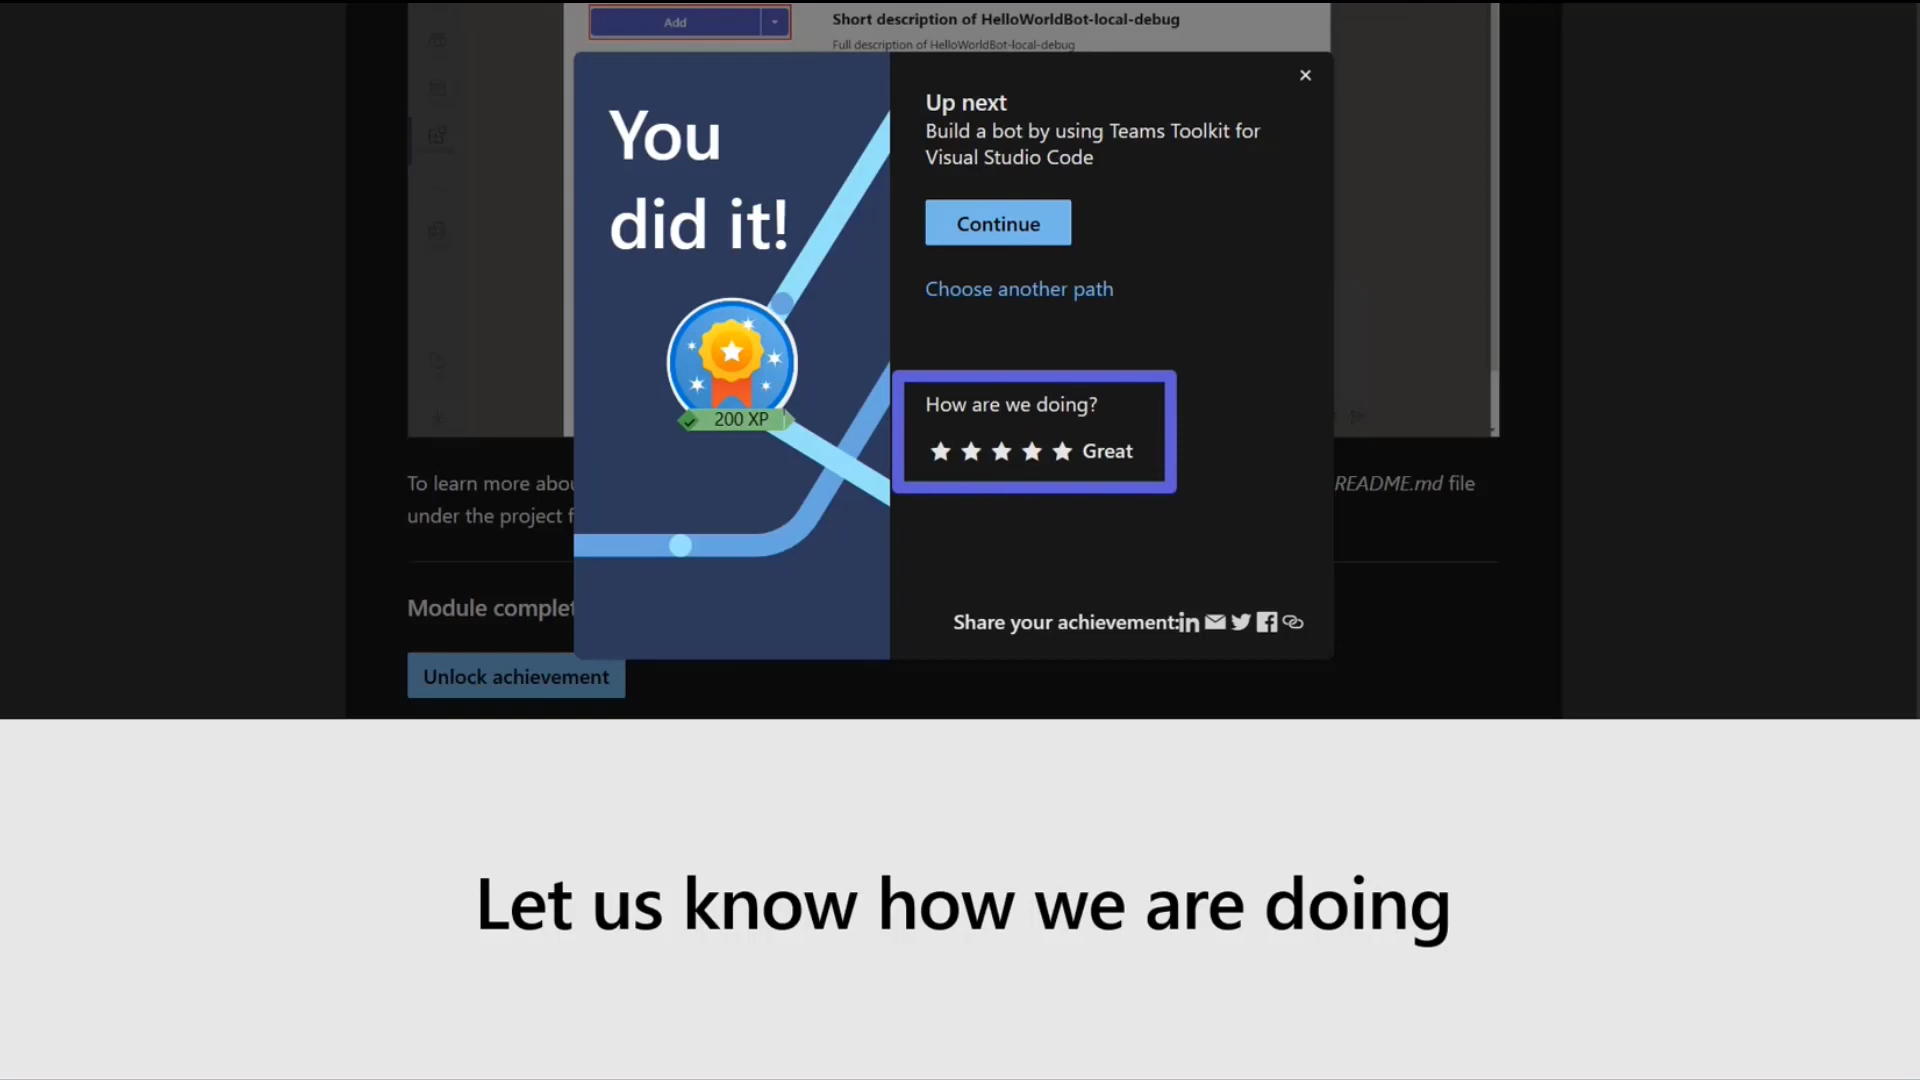 Add
Short description of HelloWorldBot-local-debug
Full description of HelloWorldBot-local-debug
You
did it!
200 XP
Up next
Build a bot by using Teams Toolkit for
Visual Studio Code
Continue
Choose another path
How are we doing?
Great
Share your achievement:
To learn more abou
README.md file
under the project f
Module complet
Unlock achievement
Let us know how we are doing